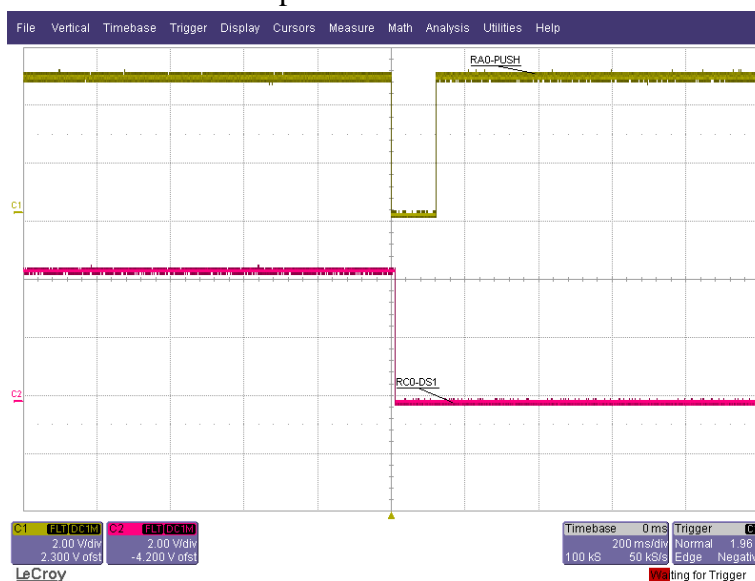 File Vertical Timebase Trigger Display Cursors Measure Math Analysis Utilities Help
RA0-PUSH
C1
RC0-DS1
C2
C1 FLT DC1M C2 FLT DC1M Timebase 0 ms Trigger C
2.00 V/div 2.00 V/div 200 ms/div Normal 1.96
2.300 V ofst -4.200 V ofst 100 kS 50 kS/s Edge Negativ
LeCroy Waiting for Trigger